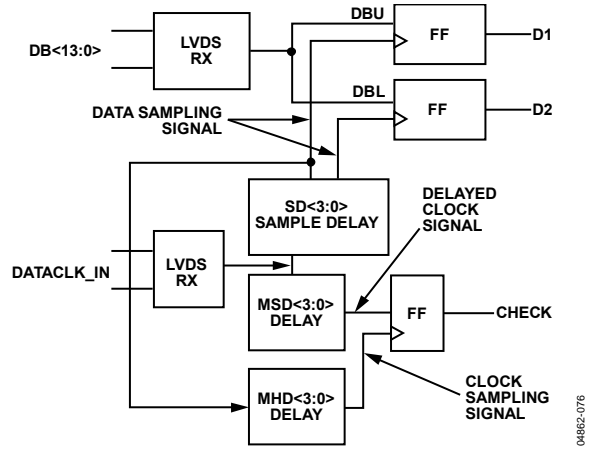 DBU
FF
D1
LVDS
RX
DB<13:0>
DBL
FF
D2
DATA SAMPLING
SIGNAL
SD<3:0>
SAMPLE DELAY
DELAYED
CLOCK
SIGNAL
LVDS
RX
DATACLK_IN
MSD<3:0>
DELAY
FF
CHECK
MHD<3:0>
DELAY
CLOCK
SAMPLING
SIGNAL
04862-076